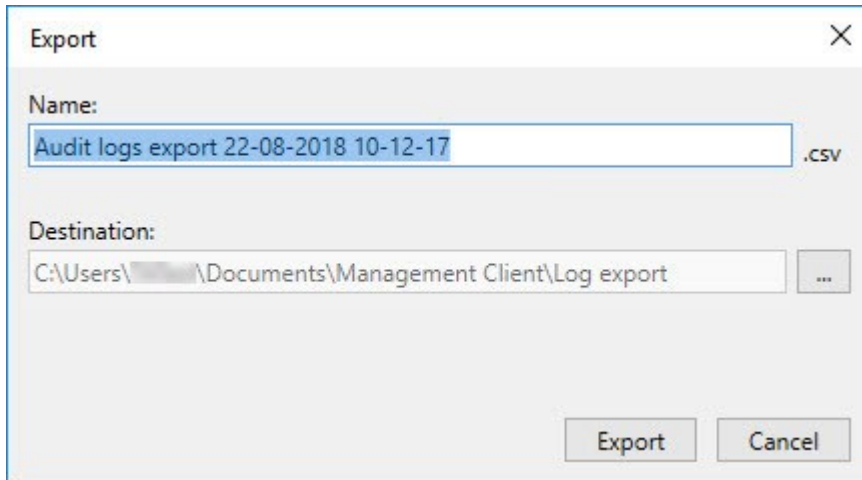 Export
Name:
Audit logs export 22-08-2018 10-12-17
.csv
Destination:
C:\Users\ \Documents\Management Client\Log export
...
Export
Cancel